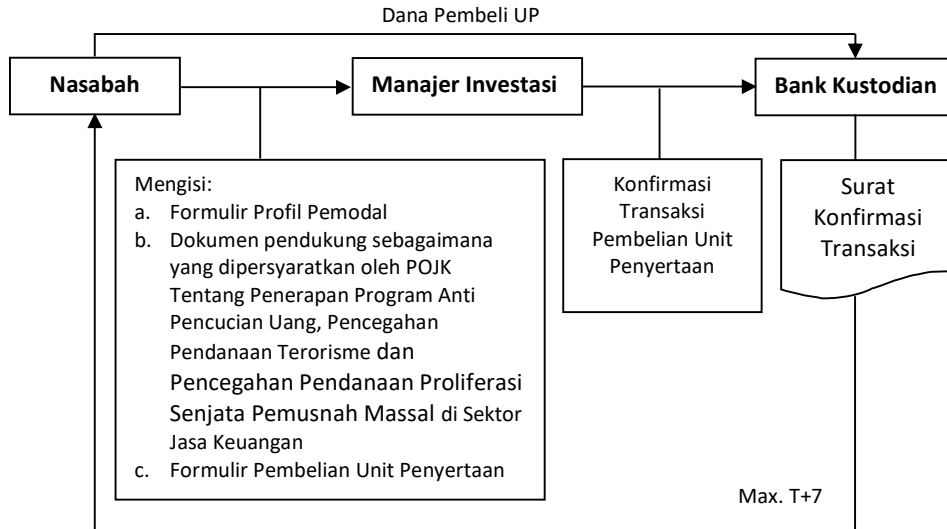 Dana Pembeli UP
Nasabah
Manajer Investasi
Bank Kustodian
Mengisi:
a. Formulir Profil Pemodal
b. Dokumen pendukung sebagaimana
yang dipersyaratkan oleh POJK
Tentang Penerapan Program Anti
Pencucian Uang, Pencegahan
Pendanaan Terorisme dan
Pencegahan Pendanaan Proliferasi
Senjata Pemusnah Massal di Sektor
Jasa Keuangan
c. Formulir Pembelian Unit Penyertaan
Konfirmasi
Transaksi
Pembelian Unit
Penyertaan
Surat
Konfirmasi
Transaksi
Max. T+7